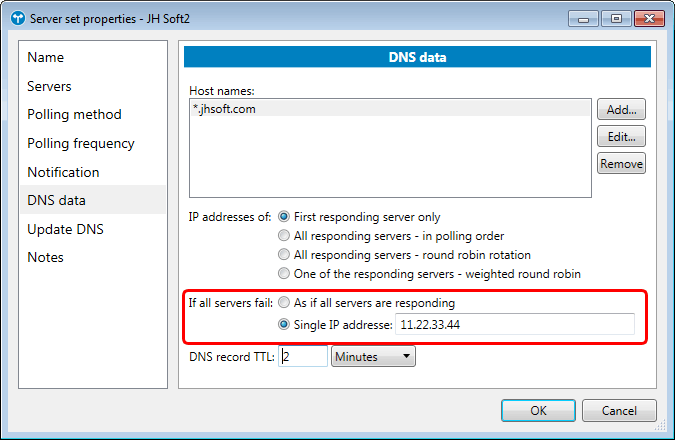 Server set properties - JH Soft2
Name
Servers
Polling method
Polling frequency
Notification
DNS data
Update DNS
Notes
DNS data
Host names:
*.jhsoft.com
Add...
Edit...
Remove
IP addresses of: First responding server only
All responding servers - in polling order
All responding servers - round robin rotation
One of the responding servers - weighted round robin
If all servers fail: As if all servers are responding
Single IP addresse: 11.22.33.44
DNS record TTL: 2 Minutes
OK Cancel